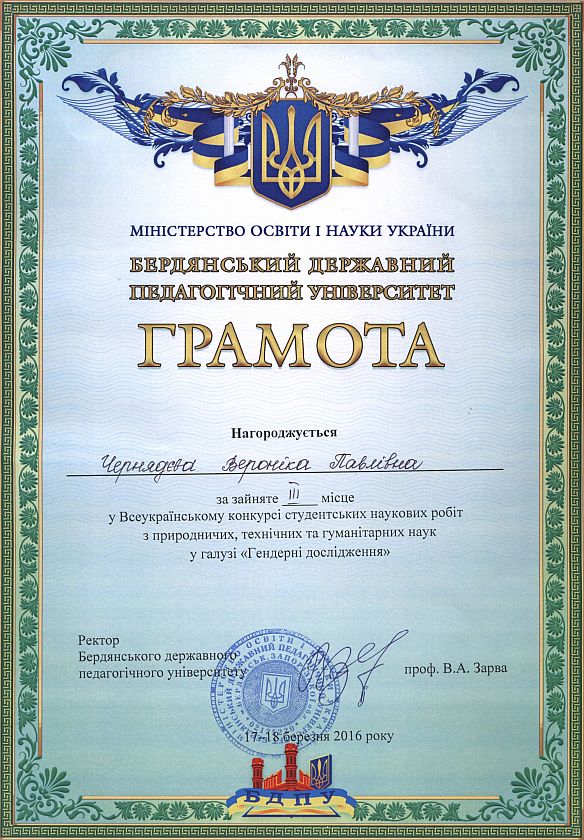 МІНІСТЕРСТВО ОСВІТИ І НАУКИ УКРАЇНИ
БЕРДЯНСЬКИЙ ДЕРЖАВНИЙ
ПЕДАГОГІЧНИЙ УНІВЕРСИТЕТ
ГРАМОТА
Нагороджується
Чернядєва Вероніка Павлівна
за зайняте III місце
у Всеукраїнському конкурсі студентських наукових робіт
з природничих, технічних та гуманітарних наук
у галузі «Гендерні дослідження»
Ректор
Бердянського державного
педагогічного університету
проф. В.А. Зарва
17-18 березня 2016 року
БДПУ